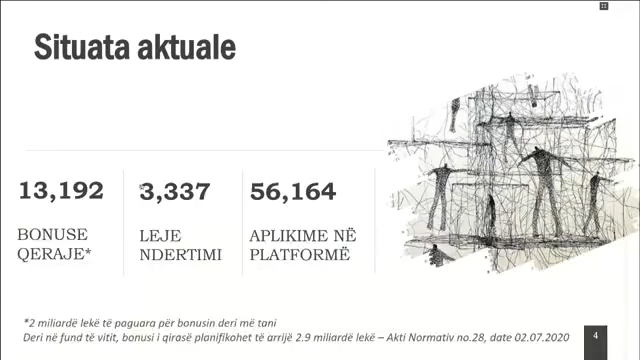 Situata aktuale
13,192
BONUSE
QERAJE*
3,337
LEJE
NDERTIMI
56,164
APLIKIME NË
PLATFORMË
*2 miliardë lekë të paguara për bonusin deri më tani
Deri në fund të vitit, bonusi i qirasë planifikohet të arrijë 2.9 miliardë lekë – Akti Normativ no.28, date 02.07.2020
4